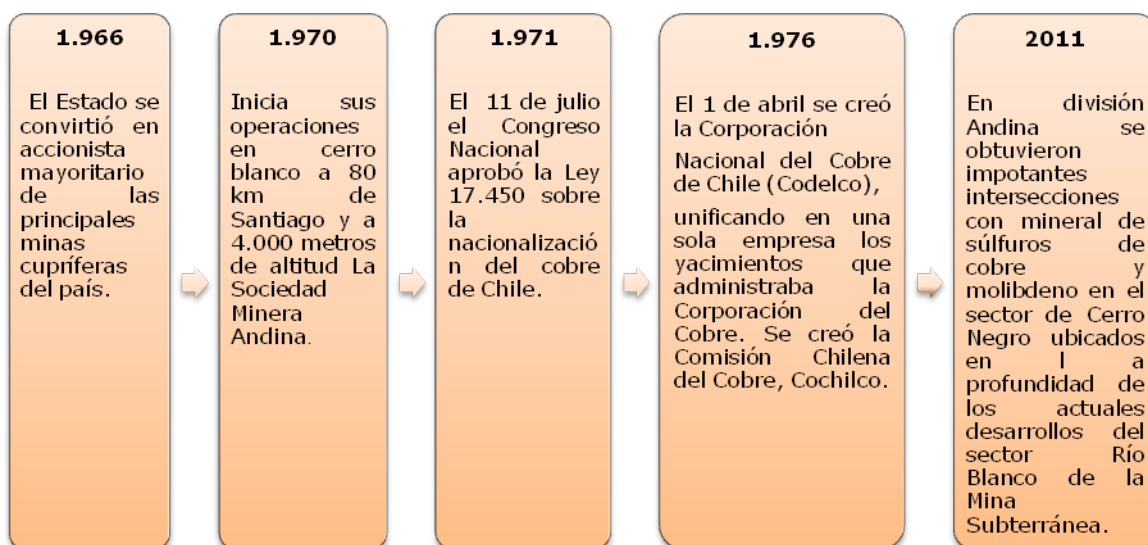 1.966
El Estado se
convirtió en
accionista
mayoritario
de las
principales
minas
cupríferas
del país.
1.970
Inicia sus
operaciones
en cerro
blanco a 80
km de
Santiago y a
4.000 metros
de altitud La
Sociedad
Minera
Andina.
1.971
El 11 de julio
el Congreso
Nacional
aprobó la Ley
17.450 sobre
la
nacionalizació
n del cobre
de Chile.
1.976
El 1 de abril se creó
la Corporación
Nacional del Cobre
de Chile (Codelco),
unificando en una
sola empresa los
yacimientos que
administraba la
Corporación del
Cobre. Se creó la
Comisión Chilena
del Cobre, Cochilco.
2011
En división
Andina se
obtuvieron
impotantes
intersecciones
con mineral de
súlfuros de
cobre y
molibdeno en el
sector de Cerro
Negro ubicados
en l a
profundidad de
los actuales
desarrollos del
sector Río
Blanco de la
Mina
Subterránea.